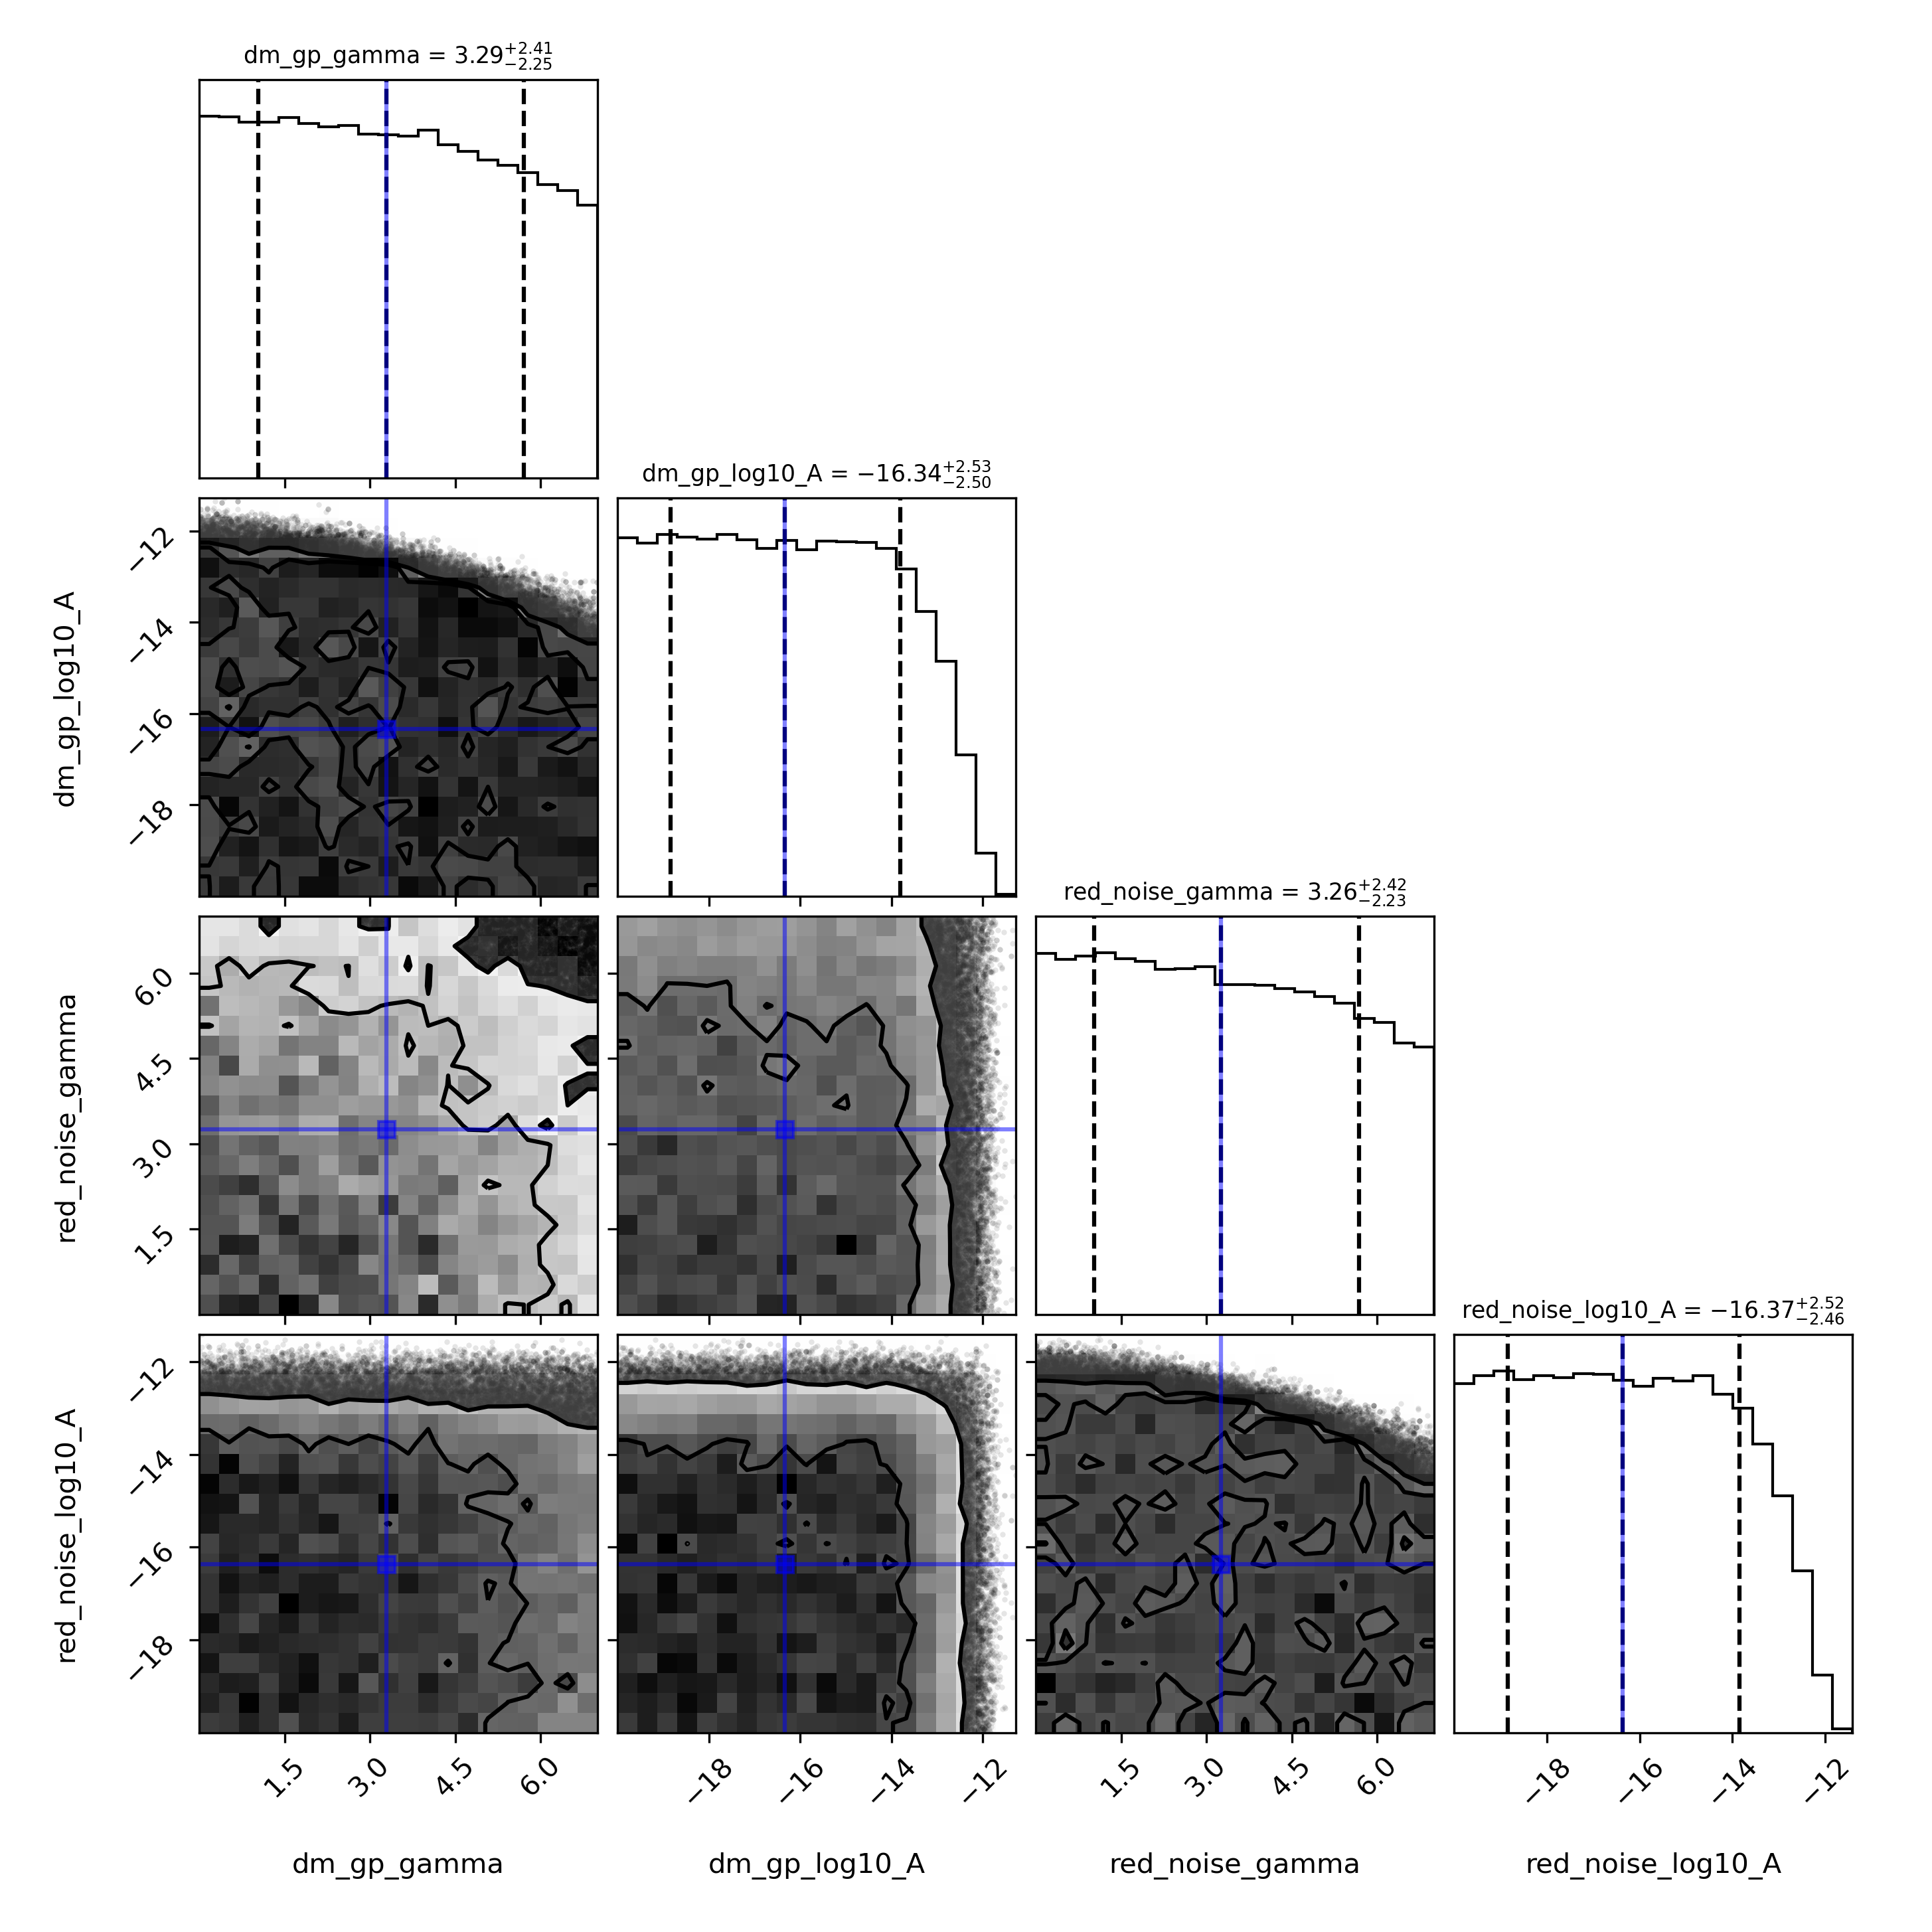 dm_gp_gamma = 3.29+2.41−2.25
dm_gp_log10_A = −16.34+2.53−2.50
−12
−14
−16
−18
dm_gp_log10_A
red_noise_gamma = 3.26+2.42−2.23
6.0
4.5
3.0
1.5
red_noise_gamma
red_noise_log10_A = −16.37+2.52−2.46
−12
−14
−16
−18
red_noise_log10_A
1.5 3.0 4.5 6.0 −18 −16 −14 −12 1.5 3.0 4.5 6.0 −18 −16 −14 −12
dm_gp_gamma dm_gp_log10_A red_noise_gamma red_noise_log10_A